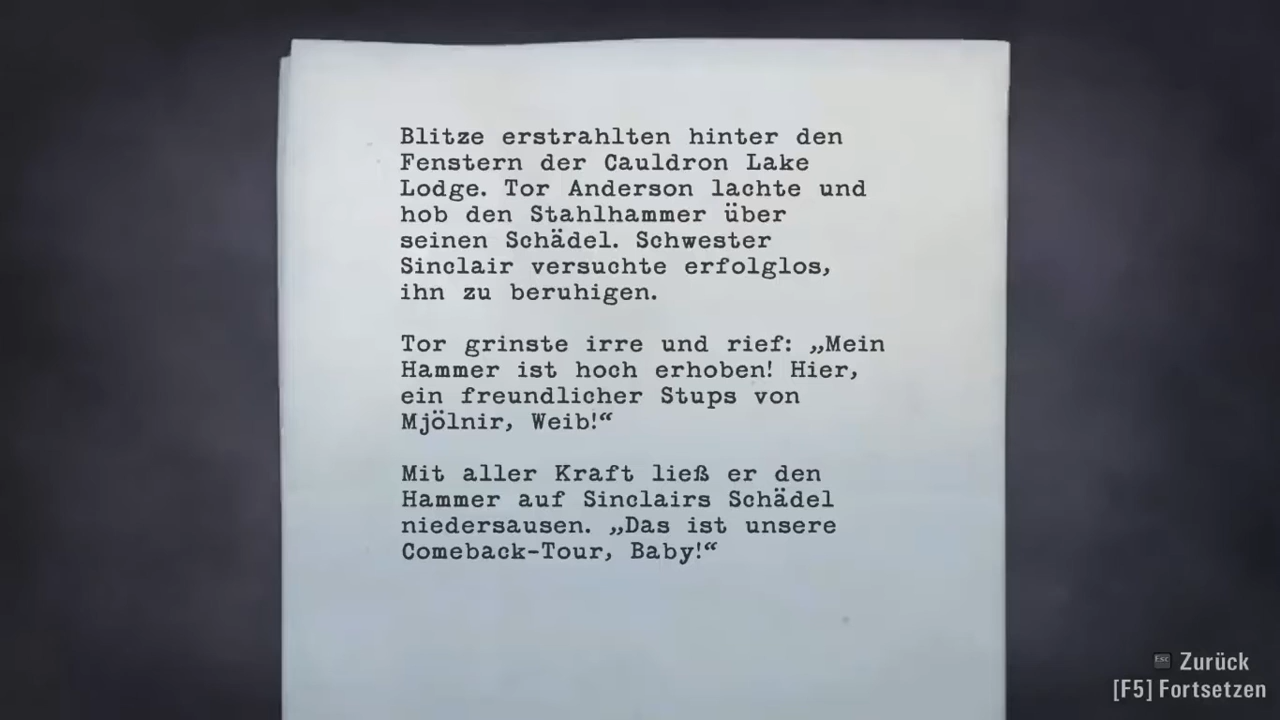 Blitze erstrahlten hinter den
Fenstern der Cauldron Lake
Lodge. Tor Anderson lachte und
hob den Stahlhammer über
seinen Schädel. Schwester
Sinclair versuchte erfolglos,
ihn zu beruhigen.
Tor grinste irre und rief: „Mein
Hammer ist hoch erhoben! Hier,
ein freundlicher Stups von
Mjölnir, Weib!“
Mit aller Kraft ließ er den
Hammer auf Sinclairs Schädel
niedersausen. „Das ist unsere
Comeback-Tour, Baby!“
Esc Zurück
[F5] Fortsetzen